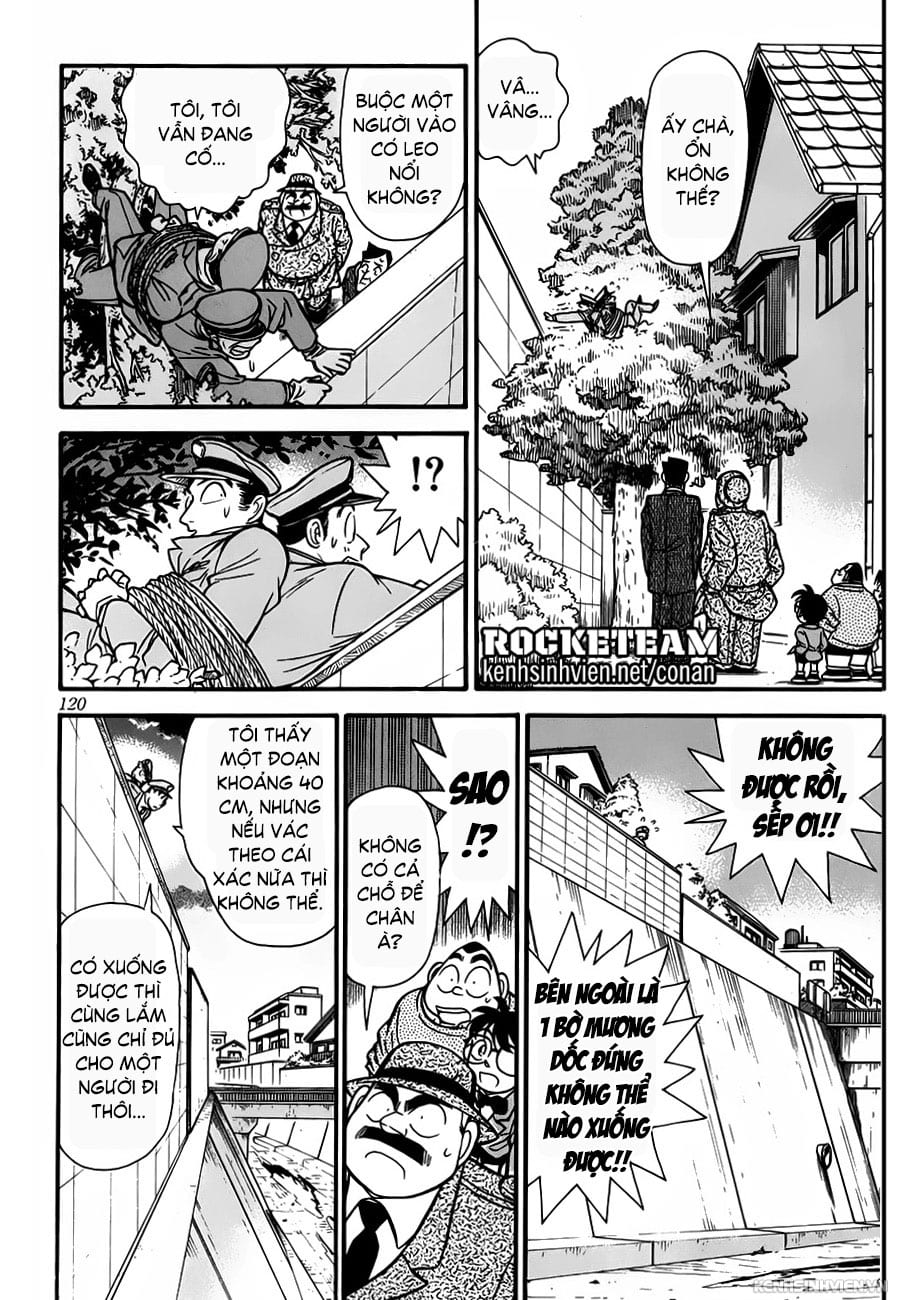 ẤY CHÀ,
ỔN
KHÔNG
THẾ?
VÂ...
VÂNG...
ROCKETEAM
kenhsinhvien.net/conan
BUỘC MỘT
NGƯỜI VÀO
CÓ LEO
NỔI
KHÔNG?
TÔI, TÔI
VẪN ĐANG
CỐ...
!?
120
KHÔNG
ĐƯỢC RỒI,
SẾP ƠI!!
BÊN NGOÀI LÀ
1 BỜ MƯƠNG
DỐC ĐỨNG
KHÔNG THỂ
NÀO XUỐNG
ĐƯỢC!!
SAO
!?
KHÔNG
CÓ CẢ
CHỖ ĐỂ
CHÂN
À?
TÔI THẤY
MỘT ĐOẠN
KHOẢNG 40
CM, NHƯNG
NẾU VÁC
THEO CÁI
XÁC NỮA THÌ
KHÔNG THỂ.
CÓ XUỐNG
ĐƯỢC THÌ
CÙNG LẮM
CŨNG CHỈ ĐỦ
CHO MỘT
NGƯỜI ĐI
THÔI...
KENHSINHVIEN.VN